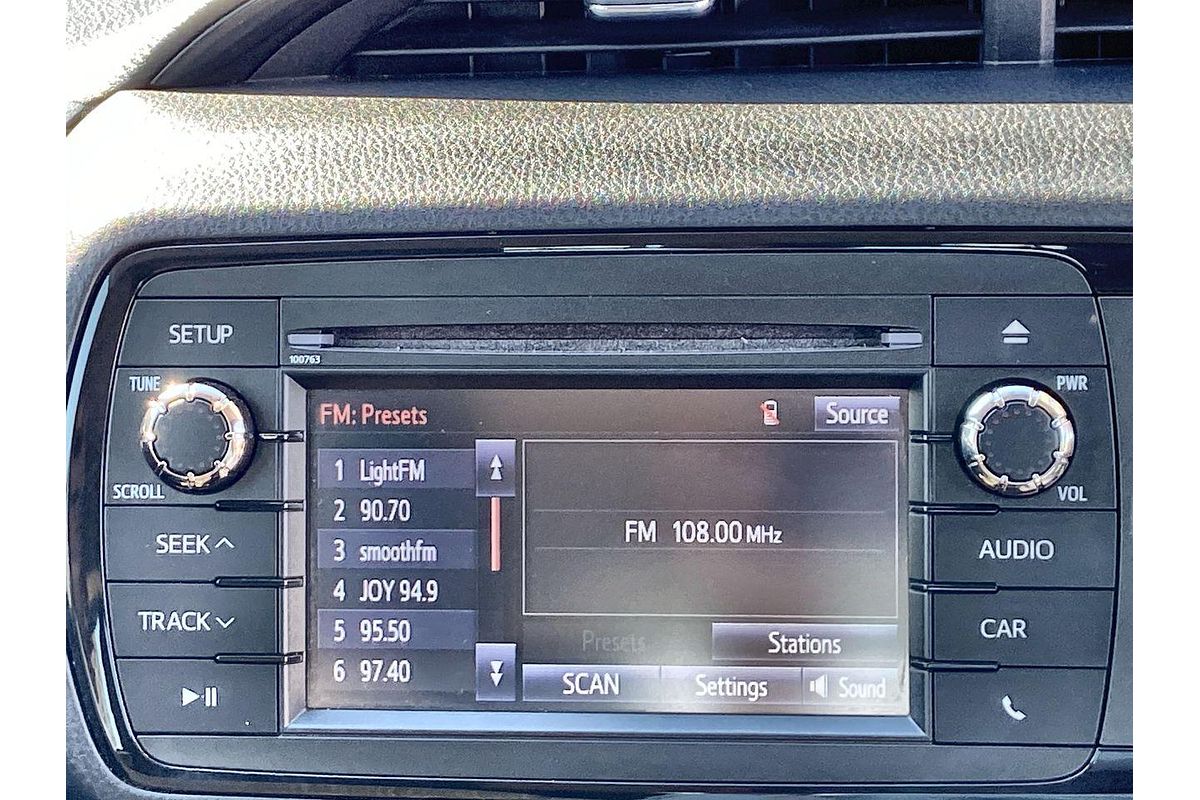 SETUP
100763
TUNE
SCROLL
PWR
VOL
FM: Presets
Source
1 LightFM
2 90.70
3 smoothfm
4 JOY 94.9
5 95.50
6 97.40
FM 108.00 MHz
Presets
Stations
SCAN
Settings
Sound
SEEK
TRACK
AUDIO
CAR